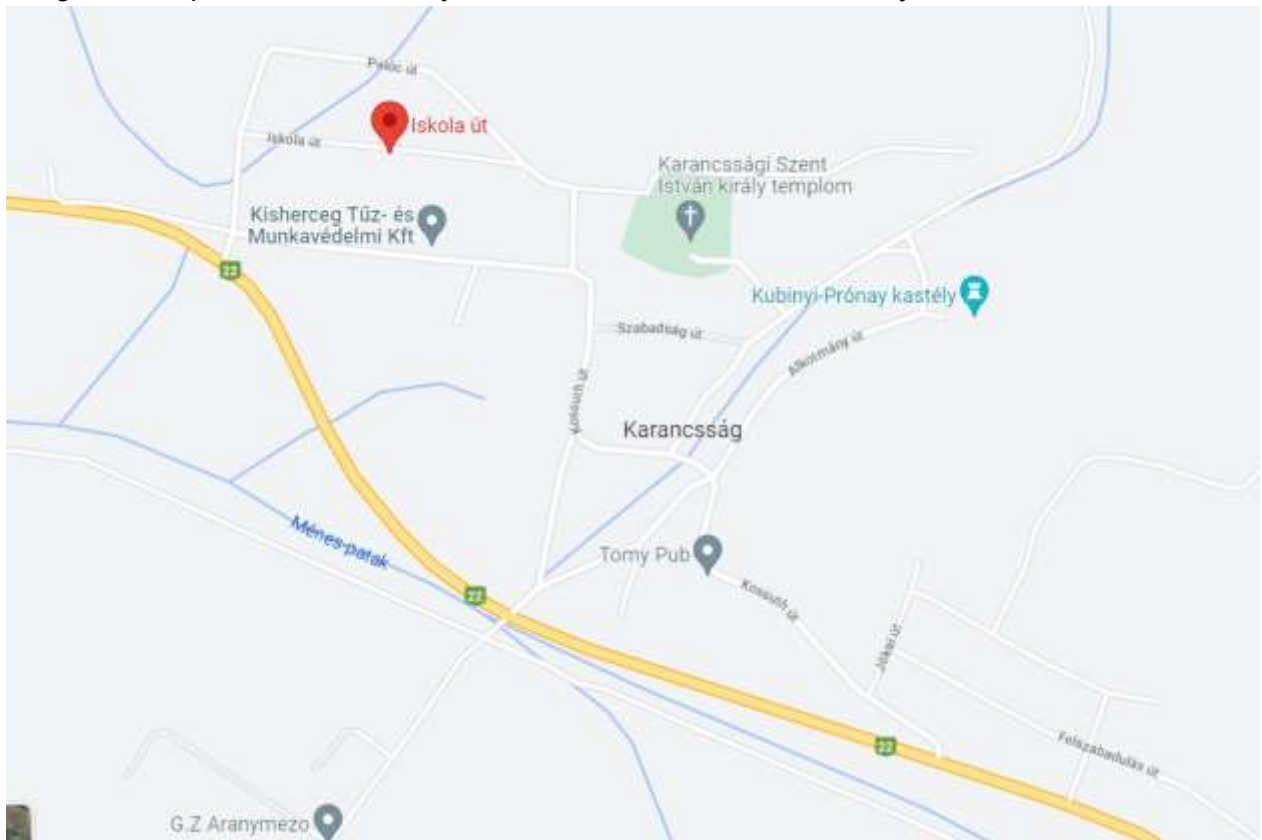 Palóc út
Iskola út
Iskola út
Karancssági Szent
István király templom
Kisherceg Tűz- és
Munkavédelmi Kft
22
Kubinyi-Prónay kastély
Szabadság út
Alkotmány út
Kossuth út
Karancsság
Ménes-patak
Tomy Pub
22
Kossuth út
Jókai út
22
Felszabadulás út
G.Z Aranymezo